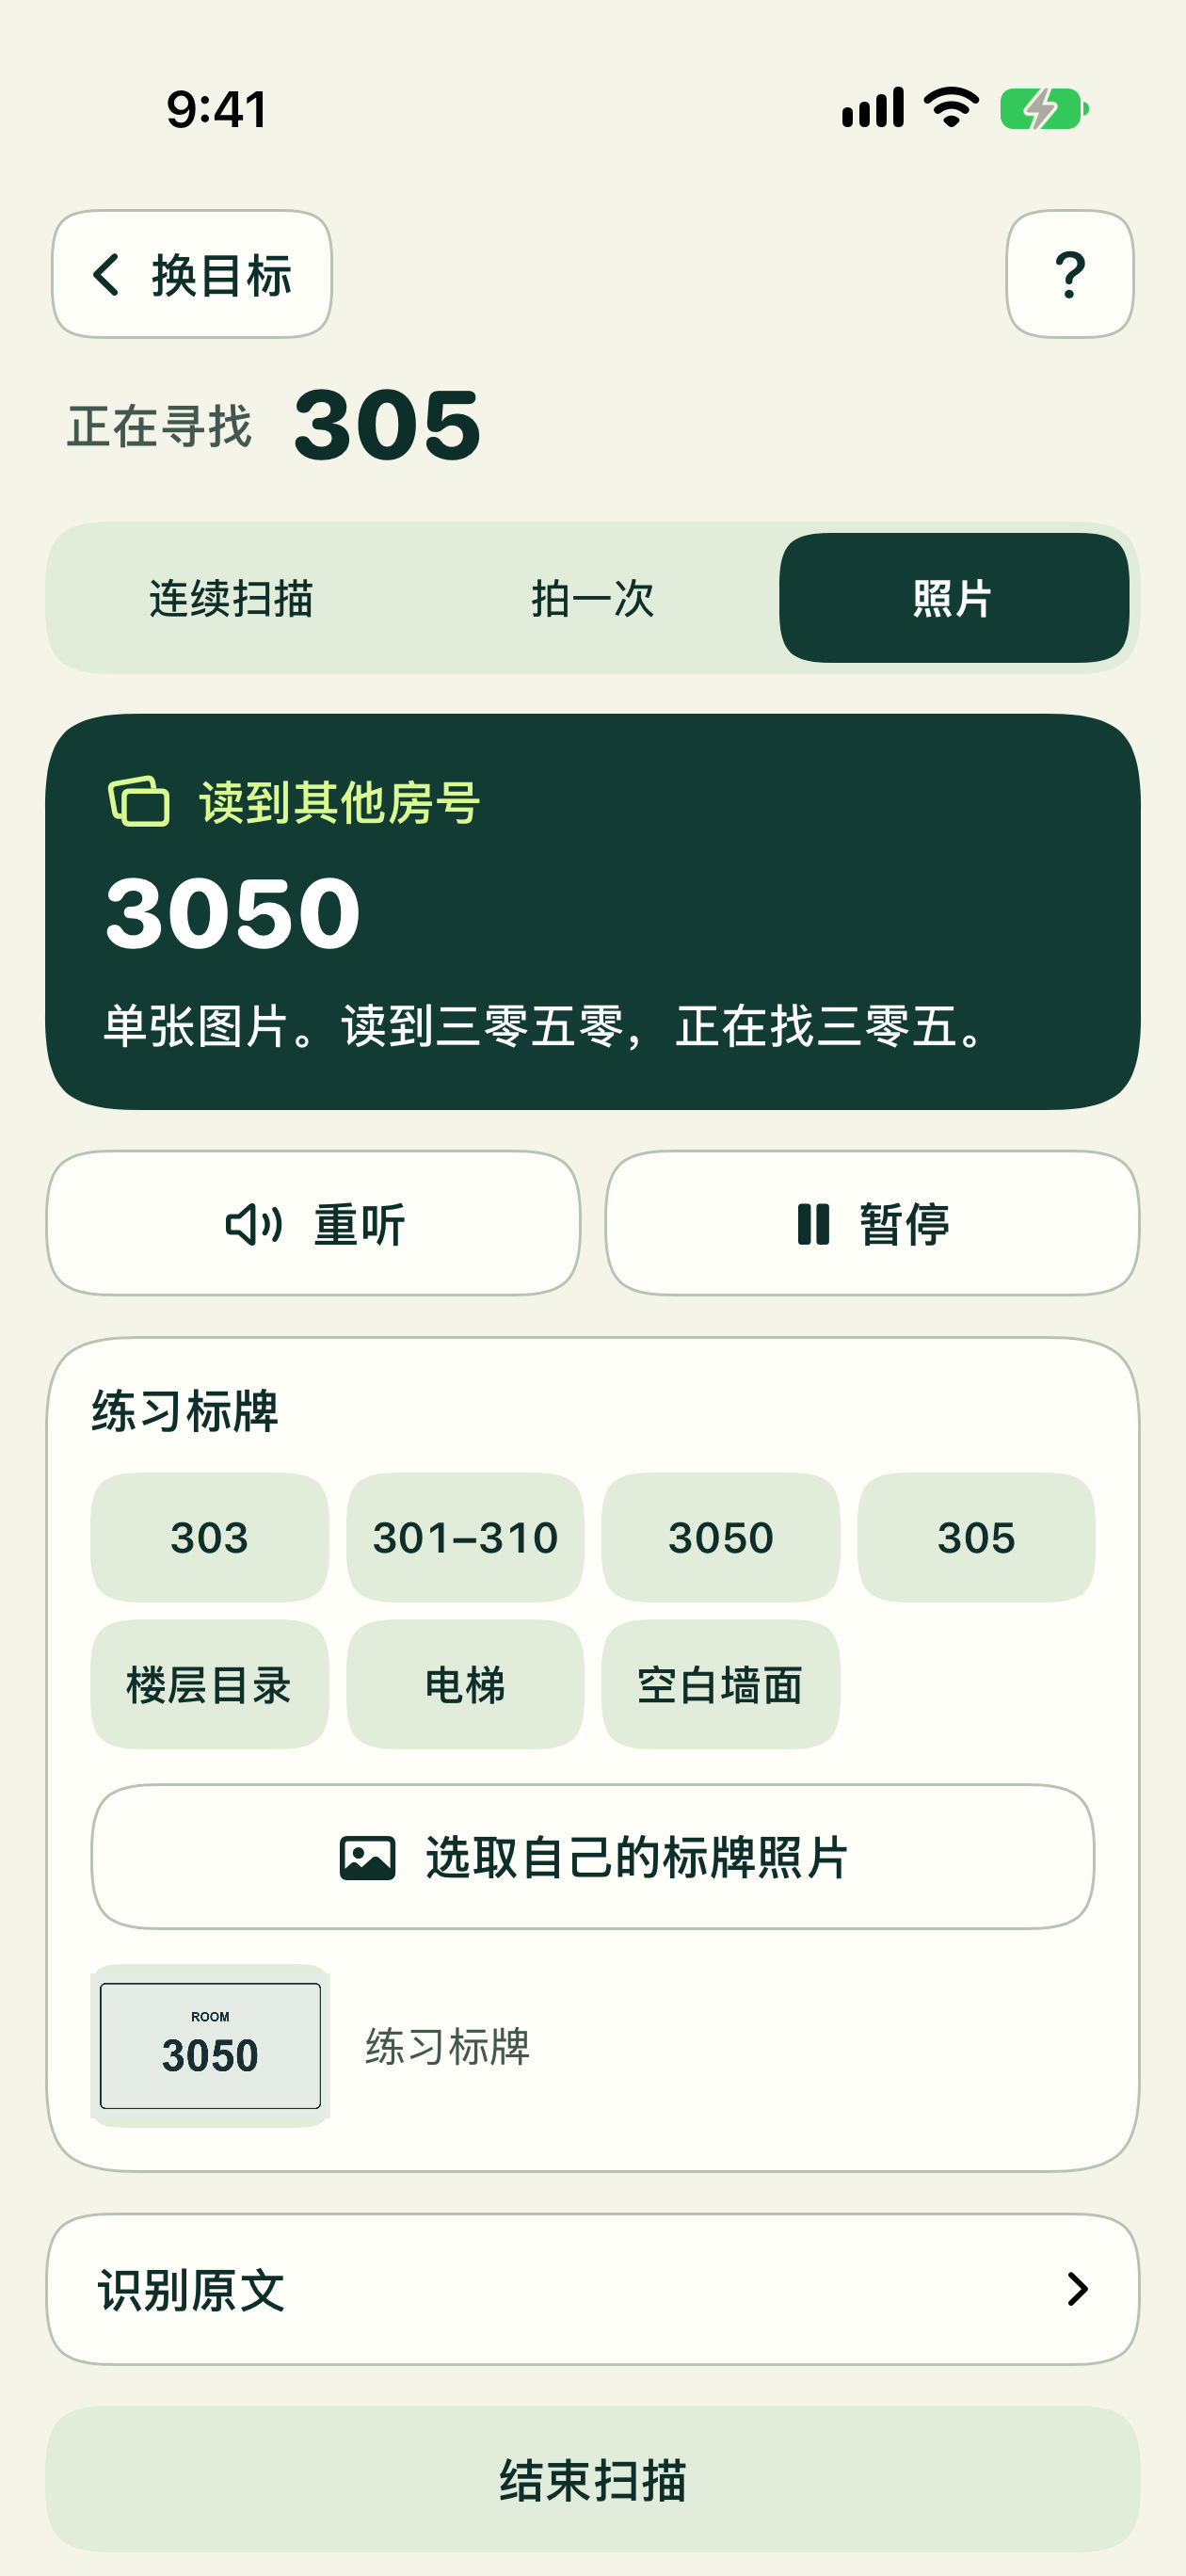 9:41
换目标
?
正在寻找 305
连续扫描 拍一次 照片
读到其他房号
3050
单张图片。读到三零五零，正在找三零五。
重听 暂停
练习标牌
303 301–310 3050 305
楼层目录 电梯 空白墙面
选取自己的标牌照片
ROOM
3050
练习标牌
识别原文
结束扫描